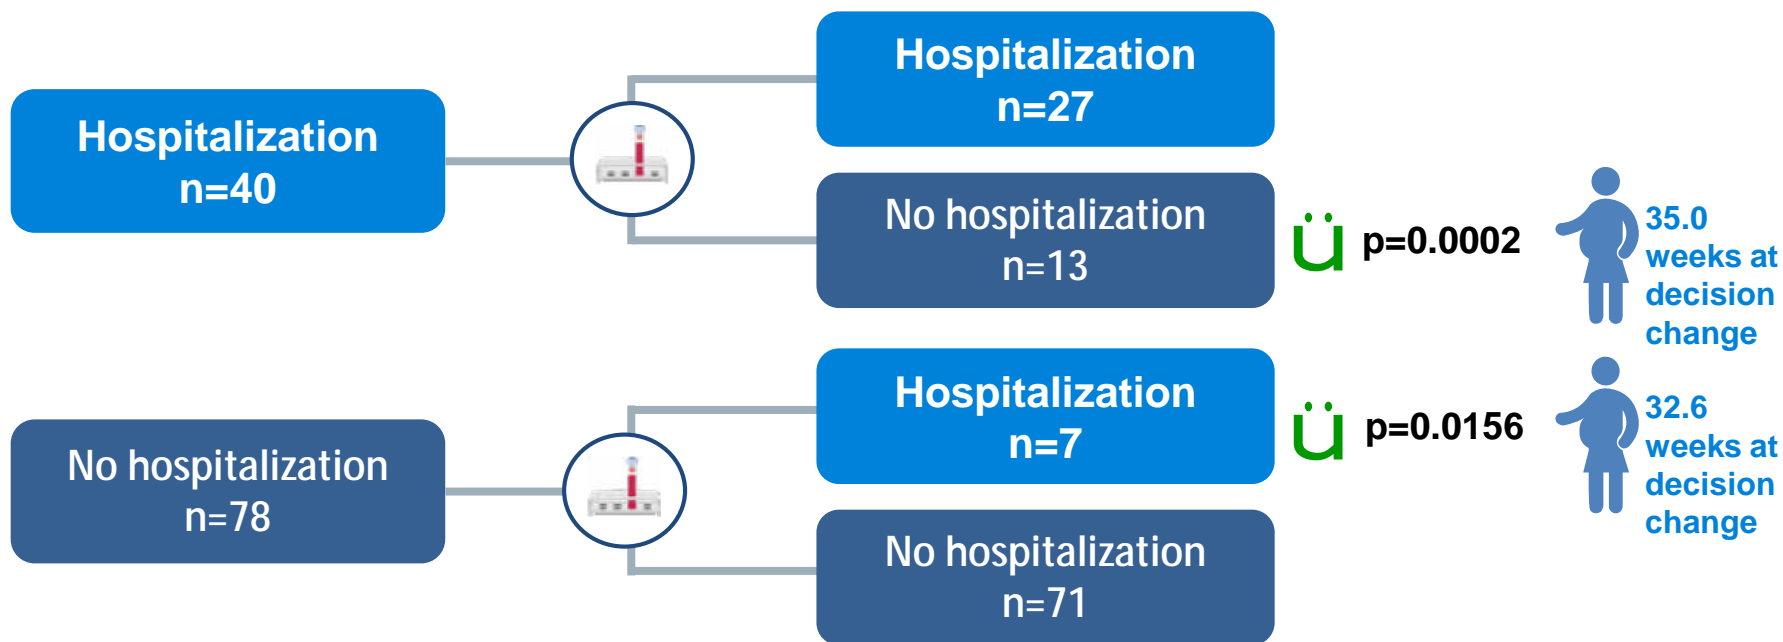 Hospitalization
n=40
Hospitalization
n=27
No hospitalization
n=13
ü p=0.0002
35.0
weeks at
decision
change
No hospitalization
n=78
Hospitalization
n=7
ü p=0.0156
32.6
weeks at
decision
change
No hospitalization
n=71